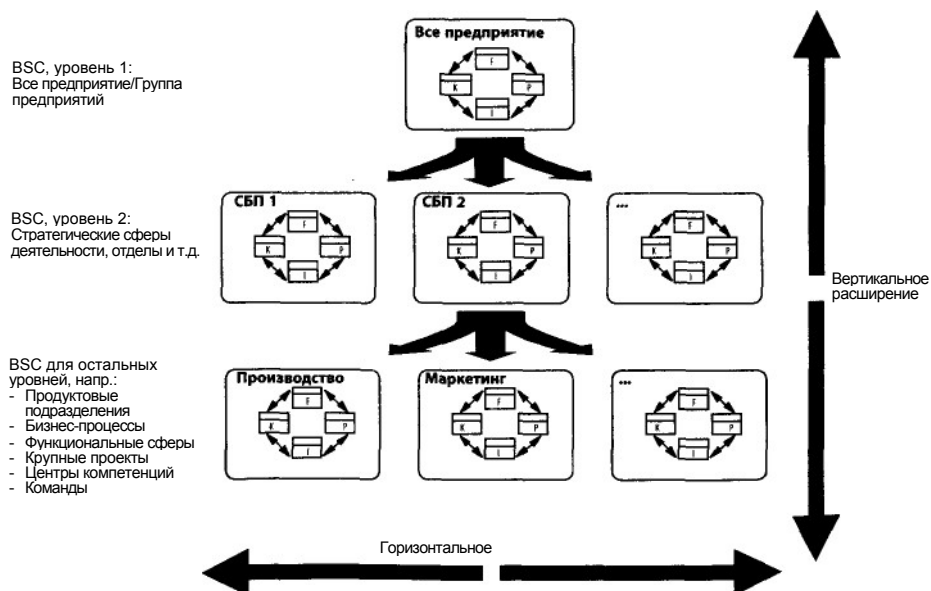 Все предприятие
F
K
P
I
BSC, уровень 1:
Все предприятие/Группа
предприятий
СБП 1
F
K
P
I
СБП 2
F
K
P
I
...
F
K
P
I
BSC, уровень 2:
Стратегические сферы
деятельности, отделы и т.д.
Вертикальное
расширение
BSC для остальных
уровней, напр.:
- Продуктовые
подразделения
- Бизнес-процессы
- Функциональные сферы
- Крупные проекты
- Центры компетенций
- Команды
Производство
F
K
P
I
Маркетинг
F
K
P
I
...
F
K
P
I
Горизонтальное